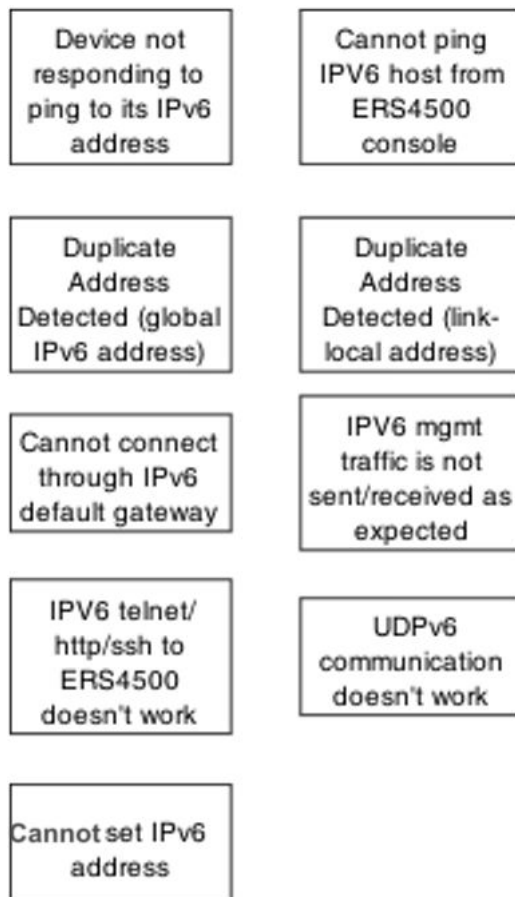 Device not
responding to
ping to its IPv6
address
Cannot ping
IPV6 host from
ERS4500
console
Duplicate
Address
Detected (global
IPv6 address)
Duplicate
Address
Detected (link-
local address)
Cannot connect
through IPv6
default gateway
IPV6 mgmt
traffic is not
sent/received as
expected
IPV6 telnet/
http/ssh to
ERS4500
doesn't work
UDPv6
communication
doesn't work
Cannot set IPv6
address